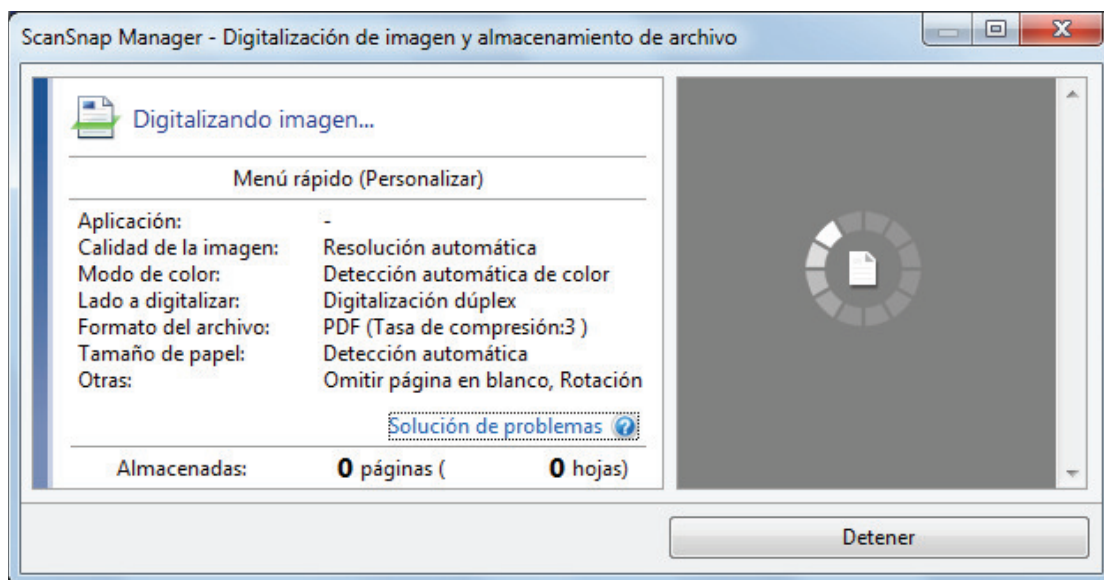 ScanSnap Manager - Digitalización de imagen y almacenamiento de archivo
Digitalizando imagen...
Menú rápido (Personalizar)
Aplicación: -
Calidad de la imagen: Resolución automática
Modo de color: Detección automática de color
Lado a digitalizar: Digitalización dúplex
Formato del archivo: PDF (Tasa de compresión:3 )
Tamaño de papel: Detección automática
Otras: Omitir página en blanco, Rotación
Solución de problemas ?
Almacenadas: 0 páginas ( 0 hojas)
Detener